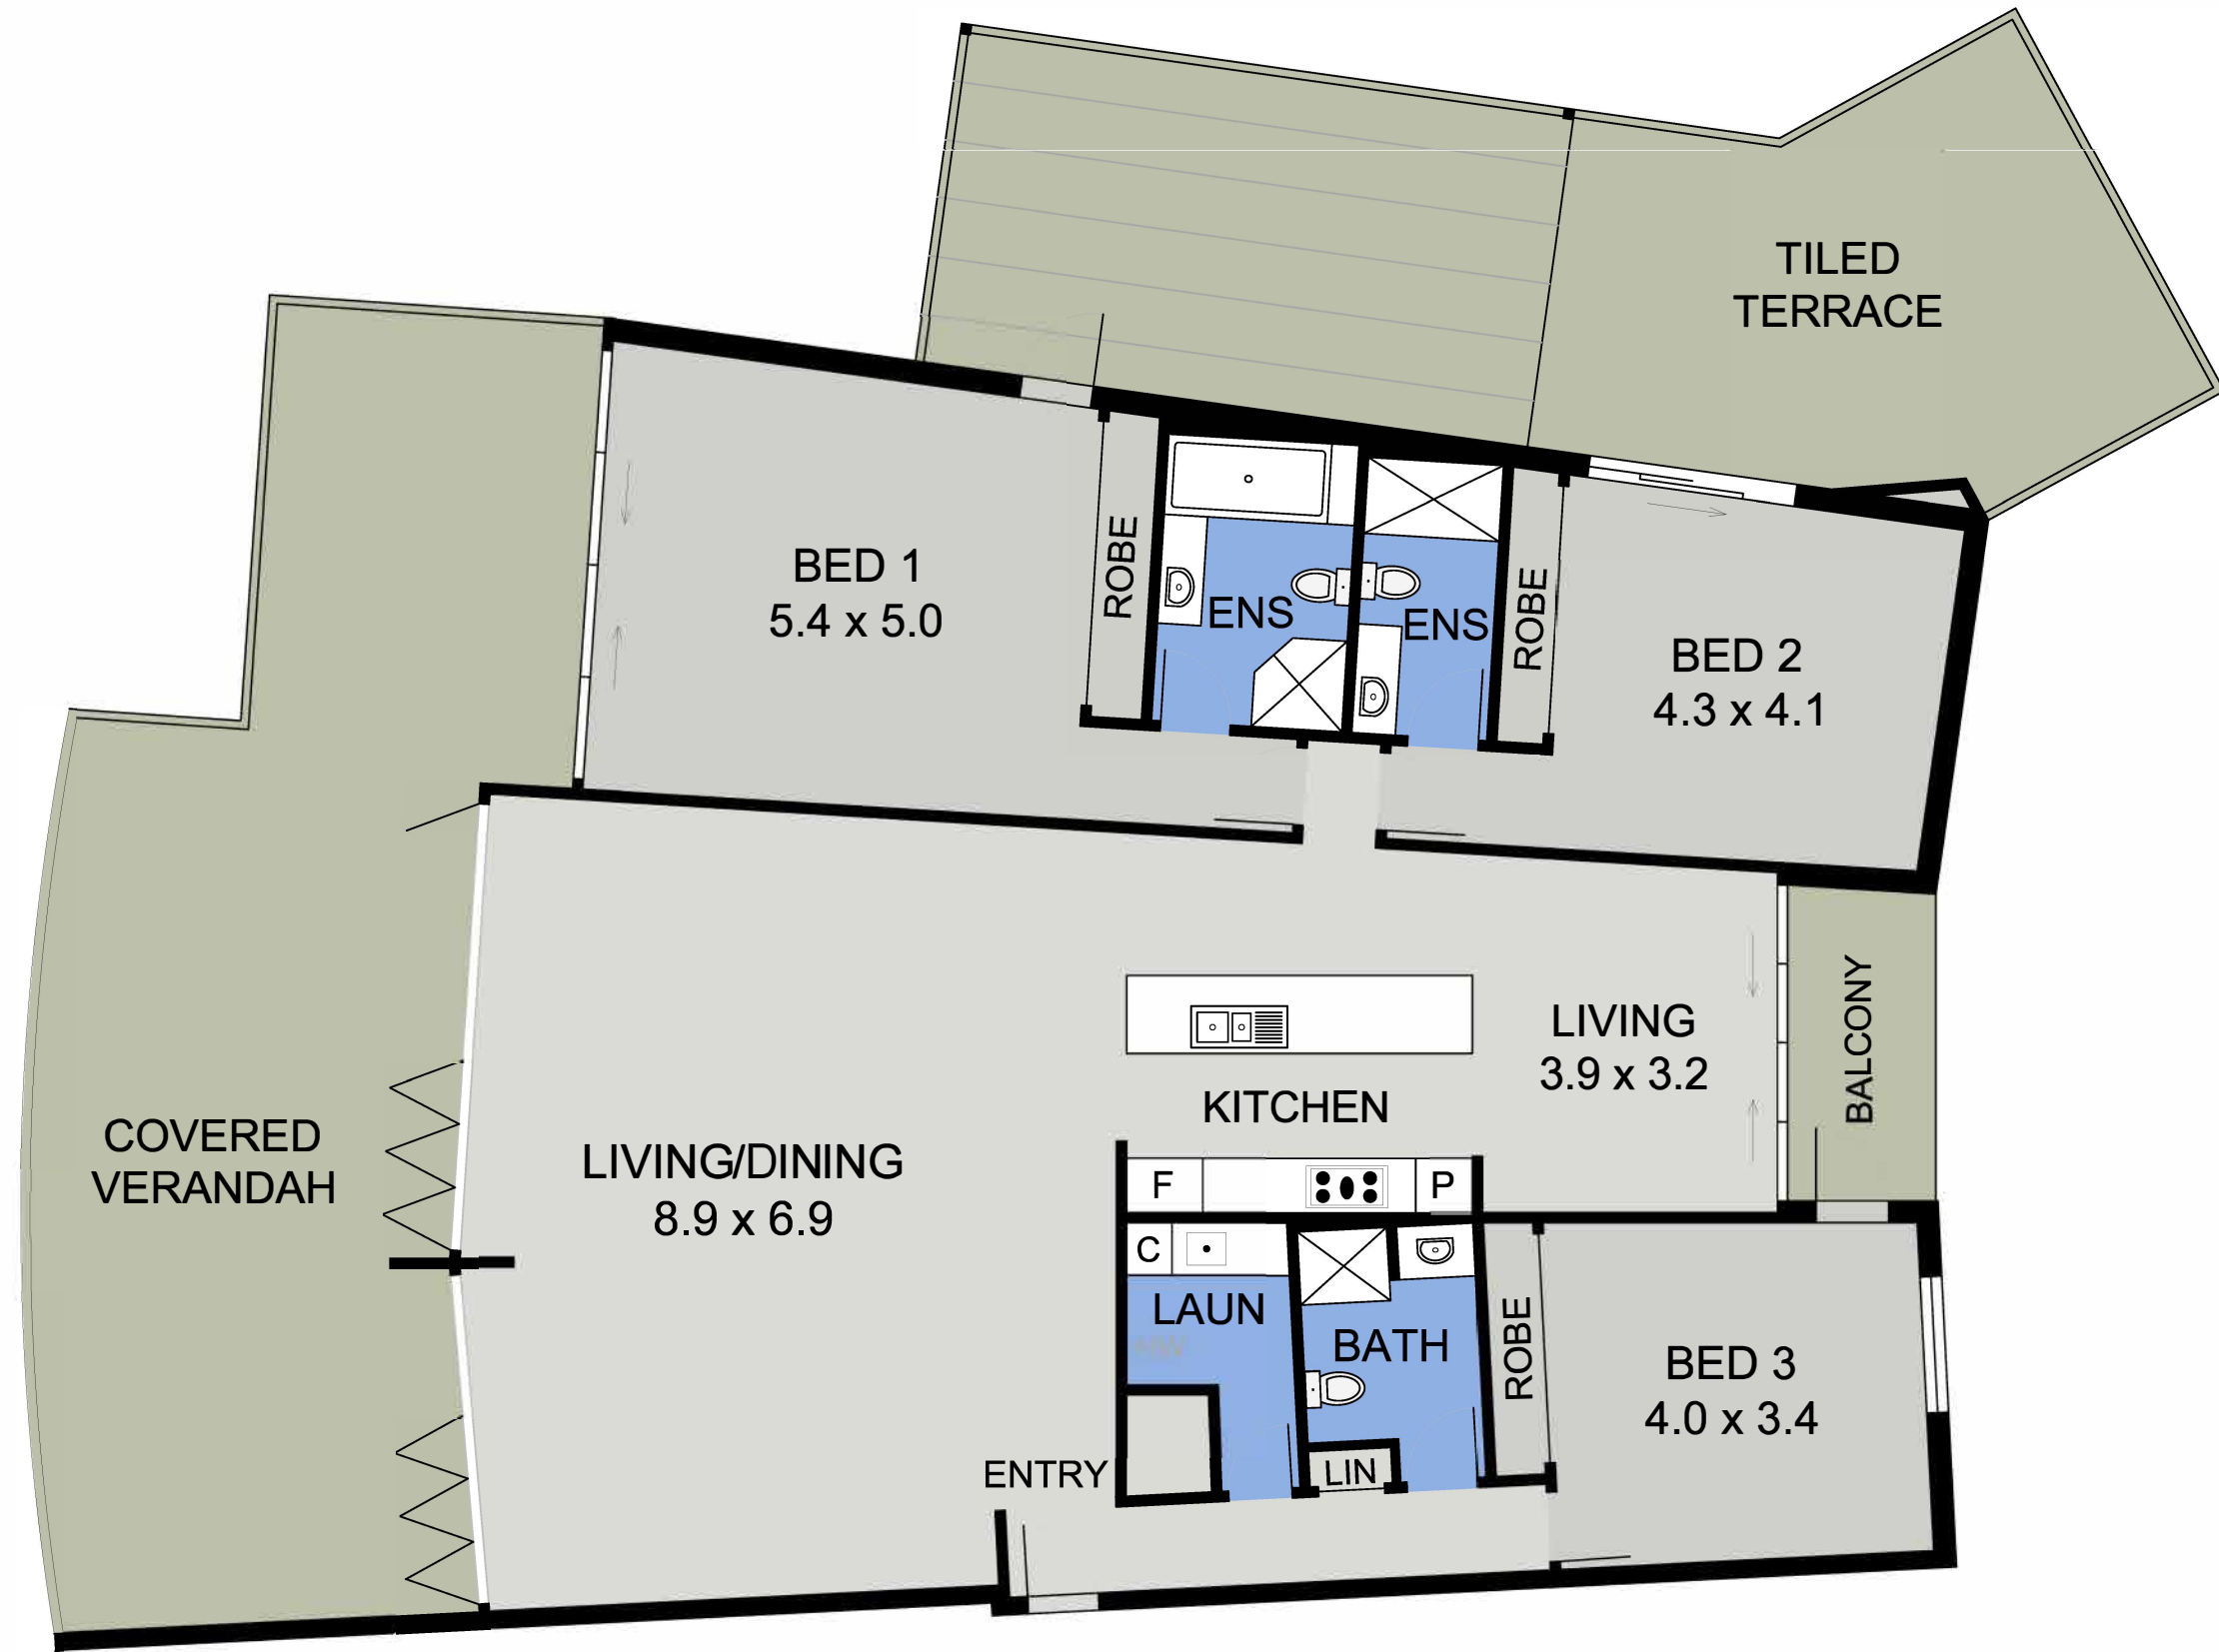 TILED
TERRACE
BED 1
5.4 x 5.0
ROBE
ENS
ENS
ROBE
BED 2
4.3 x 4.1
COVERED
VERANDAH
LIVING/DINING
8.9 x 6.9
KITCHEN
LIVING
3.9 x 3.2
BALCONY
F
P
C
LAUN
BATH
ROBE
BED 3
4.0 x 3.4
ENTRY
LIN